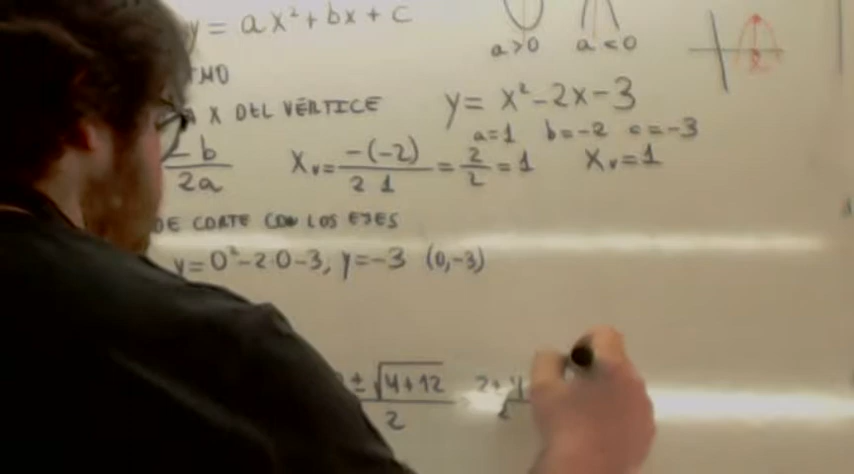 y = ax² + bx + c
a>0 a<0
X DEL VÉRTICE y = x² - 2x - 3
a=1 b=-2 c=-3
-b/2a Xᵥ = -(-2)/2 1 = 2/2 = 1 Xᵥ = 1
DE CORTE CON LOS EJES
y = 0² - 2·0 - 3, y = -3 (0,-3)
± √4+12/2